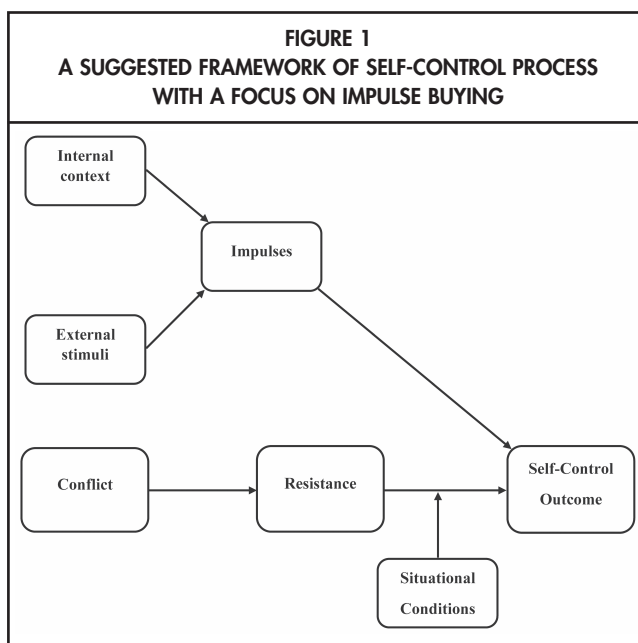 FIGURE 1
A SUGGESTED FRAMEWORK OF SELF-CONTROL PROCESS
WITH A FOCUS ON IMPULSE BUYING
Internal
context
Impulses
External
stimuli
Conflict
Resistance
Self-Control
Outcome
Situational
Conditions